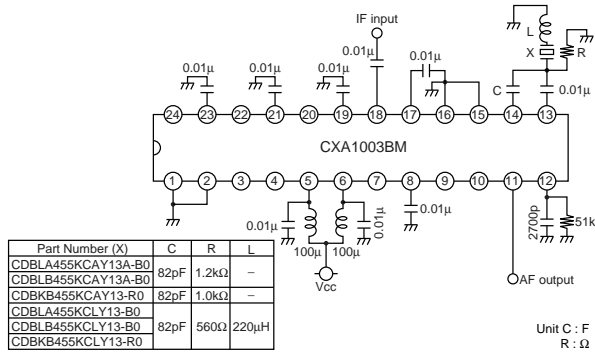 IF input
L
X
R
0.01μ
0.01μ
0.01μ
0.01μ
0.01μ
C
0.01μ
24 23 22 21 20 19 18 17 16 15 14 13
CXA1003BM
1 2 3 4 5 6 7 8 9 10 11 12
0.01μ
100μ
100μ
0.01μ
0.01μ
2700p
51k
Vcc
AF output
Part Number (X) C R L
CDBLA455KCAY13A-B0
CDBLB455KCAY13A-B0
82pF 1.2kΩ –
CDBKB455KCAY13-R0 82pF 1.0kΩ –
CDBLA455KCLY13-B0
CDBLB455KCLY13-B0
CDBKB455KCLY13-R0
82pF 560Ω 220μH
Unit C : F
R : Ω